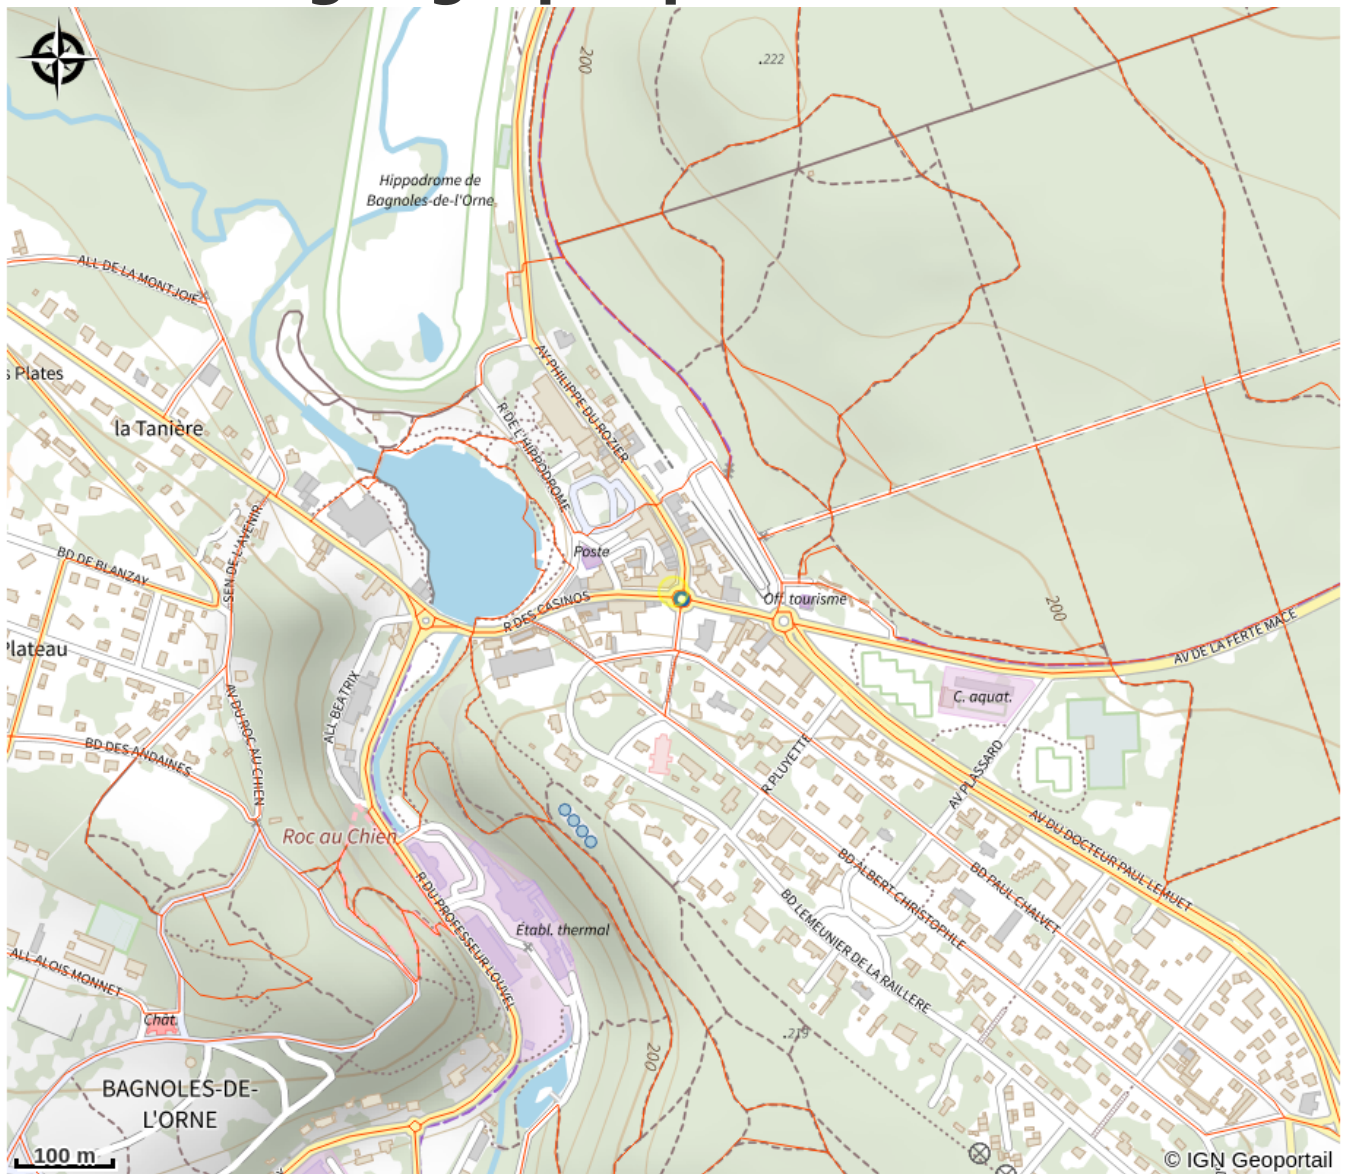 200
.222
Hippodrome de
Bagnoles-de-l'Orne
ALL DE LA MONTJOIE
s Plates
la Tanière
AV PHILIPPE DU ROZIER
R DE L'HIPPODROME
SEN DE L'AVENIR
BD DE BLANZAY
Poste
R DES CASINOS
Off. tourisme
200
AV DE LA FERTE MACE
Plateau
ALL BEATRIX
AV DU ROC AU CHIEN
BD DES ANDAINES
C. aquat.
R PLUYETTE
AV PLASSARD
Roc au Chien
AV DU DOCTEUR PAUL LEMUET
BD ALBERT CHRISTOPHLE
BD PAUL CHALVET
R DU PROFESSEUR LOUVEL
BD LEMEUNIER DE LA RAILLERE
Établ. thermal
ALL ALOIS MONNET
Chât.
.219
200
BAGNOLES-DE-
L'ORNE
100 m
© IGN Geoportail